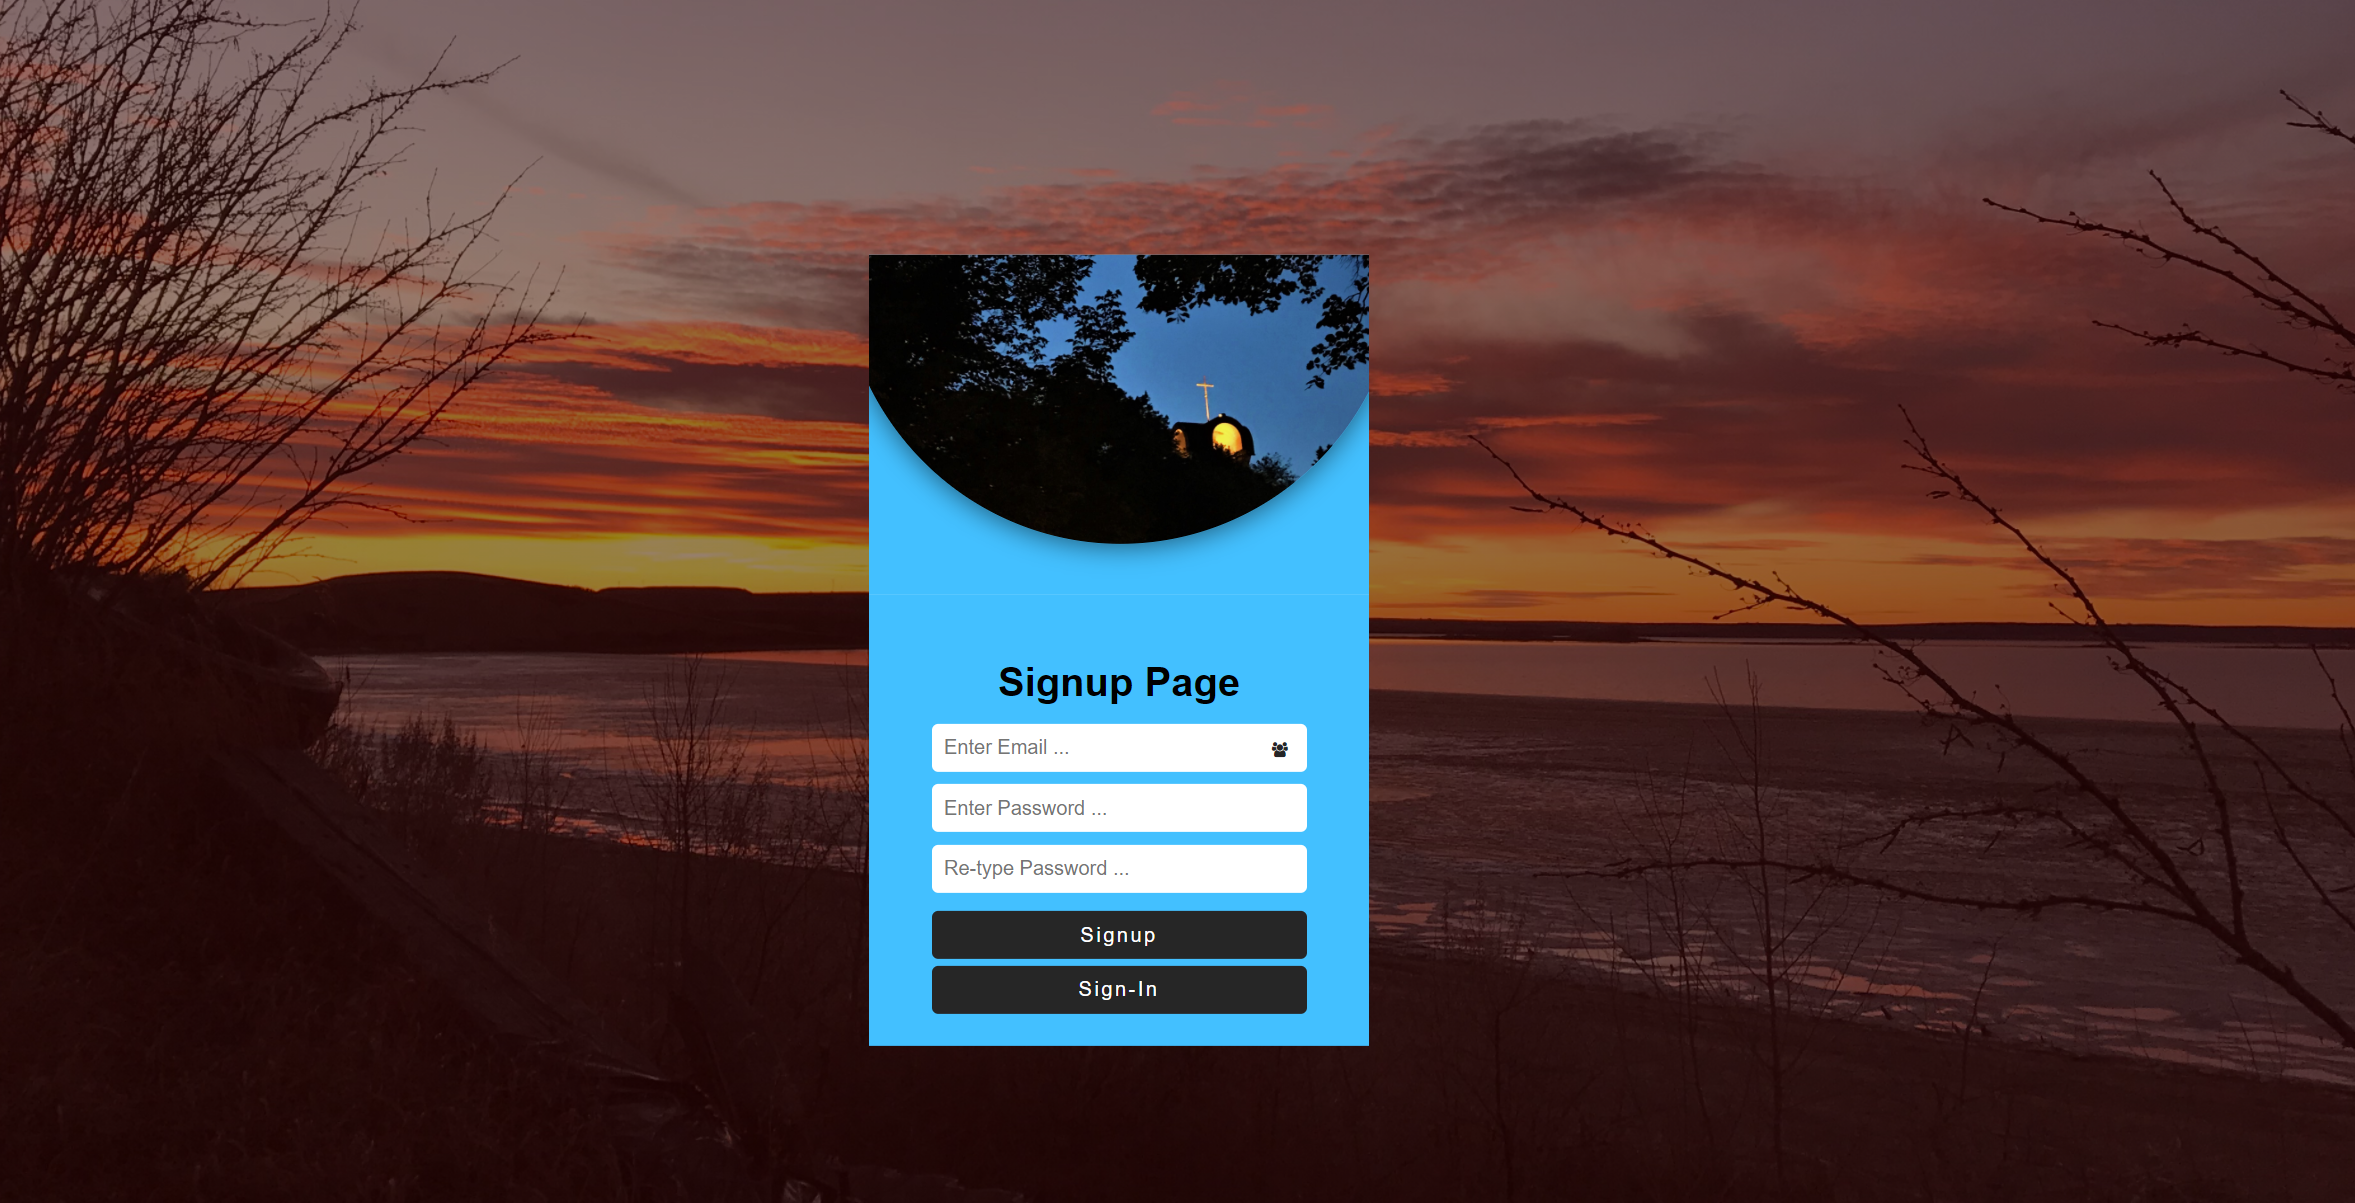 Signup Page
Enter Email ...
Enter Password ...
Re-type Password ...
Signup
Sign-In